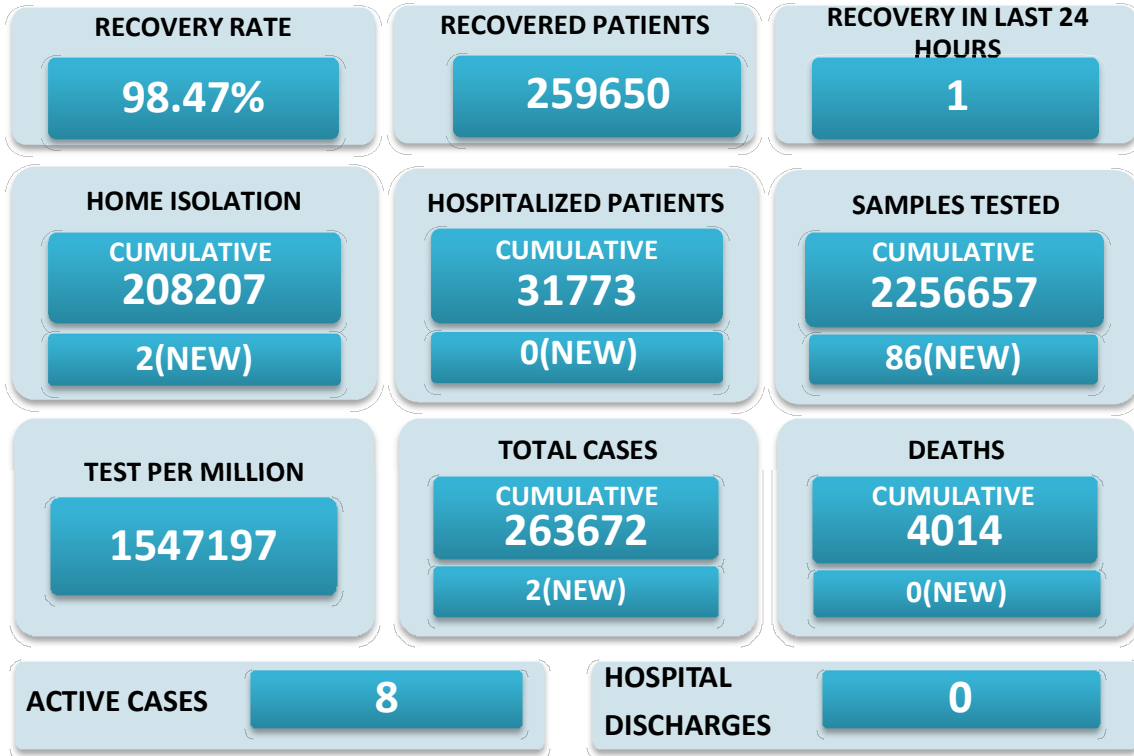 RECOVERY RATE
98.47%
RECOVERED PATIENTS
259650
RECOVERY IN LAST 24
HOURS
1
HOME ISOLATION
CUMULATIVE
208207
2(NEW)
HOSPITALIZED PATIENTS
CUMULATIVE
31773
0(NEW)
SAMPLES TESTED
CUMULATIVE
2256657
86(NEW)
TEST PER MILLION
1547197
TOTAL CASES
CUMULATIVE
263672
2(NEW)
DEATHS
CUMULATIVE
4014
0(NEW)
ACTIVE CASES
8
HOSPITAL
DISCHARGES
0